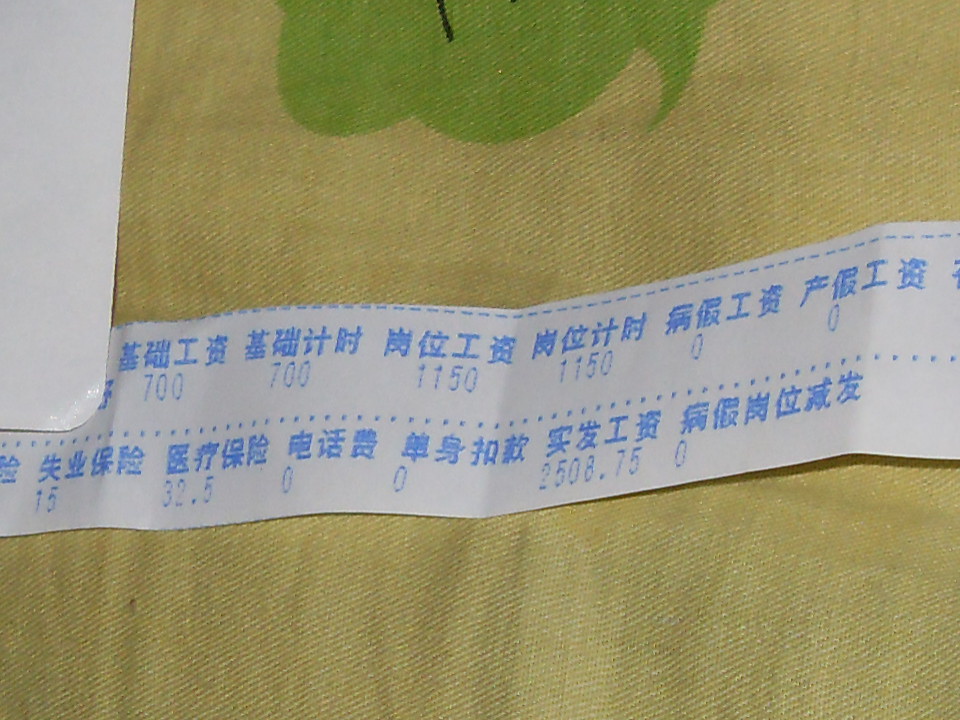 基础工资 基础计时 岗位工资 岗位计时 病假工资 产假工资
700 700 1150 1150 0 0
险 失业保险 医疗保险 电话费 单身扣款 实发工资 病假岗位减发
15 32.5 0 0 2508.75 0